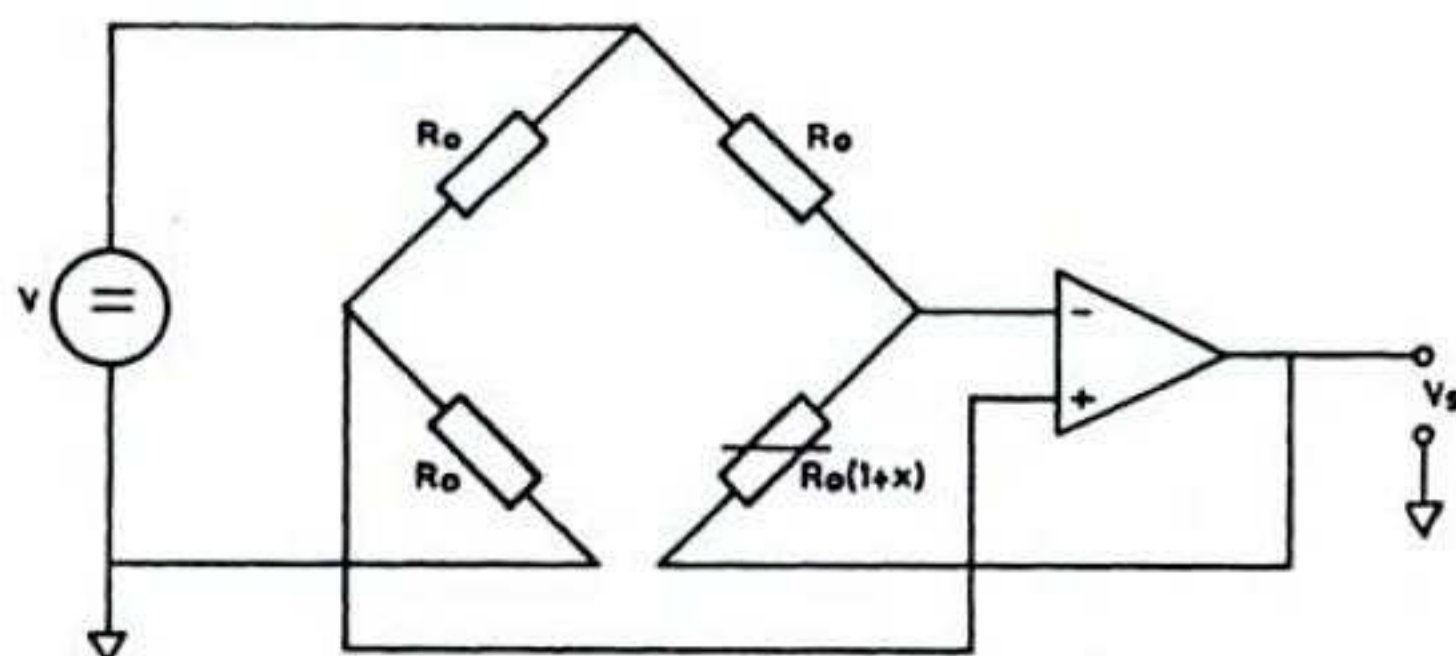 Ro
Ro
V
=
-
+
Vs
Ro
Ro(1+x)